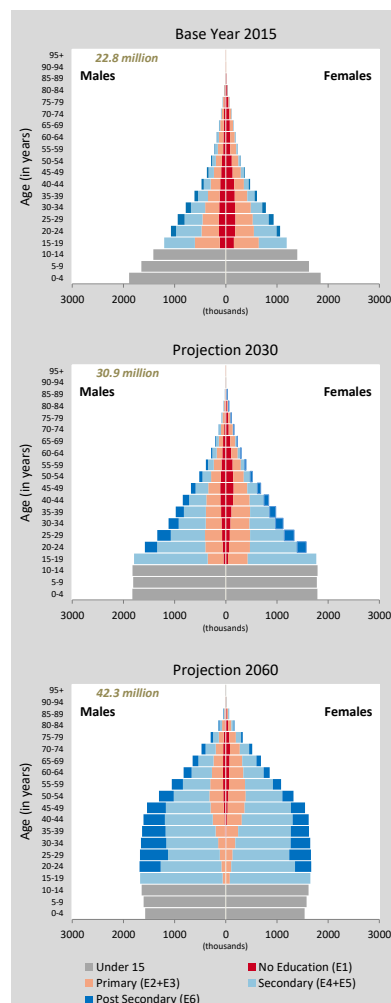 Base Year 2015
22.8 million
Males
Females
Age (in years)
95+
90-94
85-89
80-84
75-79
70-74
65-69
60-64
55-59
50-54
45-49
40-44
35-39
30-34
25-29
20-24
15-19
10-14
5-9
0-4
3000 2000 1000 0 1000 2000 3000
(thousands)
Projection 2030
30.9 million
Males
Females
Age (in years)
95+
90-94
85-89
80-84
75-79
70-74
65-69
60-64
55-59
50-54
45-49
40-44
35-39
30-34
25-29
20-24
15-19
10-14
5-9
0-4
3000 2000 1000 0 1000 2000 3000
(thousands)
Projection 2060
42.3 million
Males
Females
Age (in years)
95+
90-94
85-89
80-84
75-79
70-74
65-69
60-64
55-59
50-54
45-49
40-44
35-39
30-34
25-29
20-24
15-19
10-14
5-9
0-4
3000 2000 1000 0 1000 2000 3000
(thousands)
Under 15
No Education (E1)
Primary (E2+E3)
Secondary (E4+E5)
Post Secondary (E6)